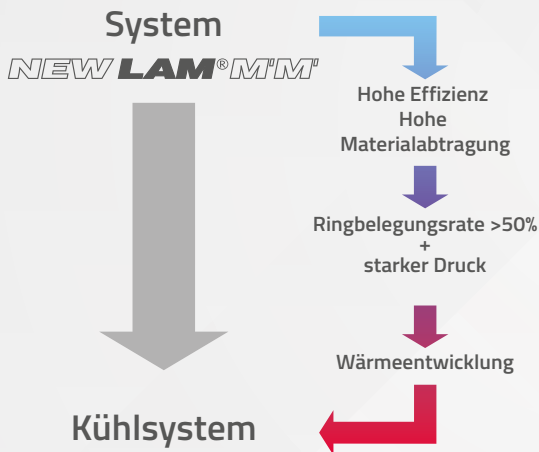 System
NEW LAM® M'M'
Hohe Effizienz
Hohe
Materialabtragung
Ringbelegungsrate >50%
+
starker Druck
Wärmeentwicklung
Kühlsystem